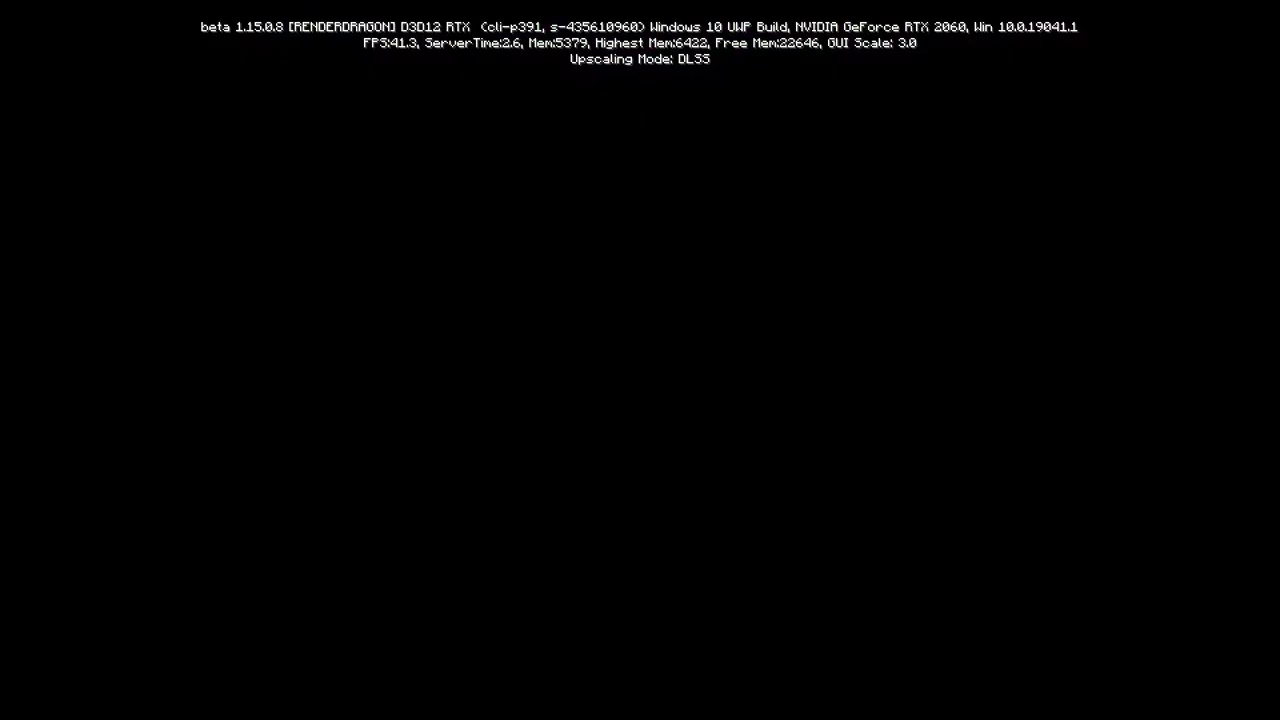 beta 1.15.0.8 [RENDERDRAGON] D3D12 RTX (cli-p391, s-435610960) Windows 10 UWP Build, NVIDIA GeForce RTX 2060, Win 10.0.19041.1
FPS:41.3, ServerTime:2.6, Mem:5379, Highest Mem:6422, Free Mem:22646, GUI Scale: 3.0
Upscaling Mode: DLSS